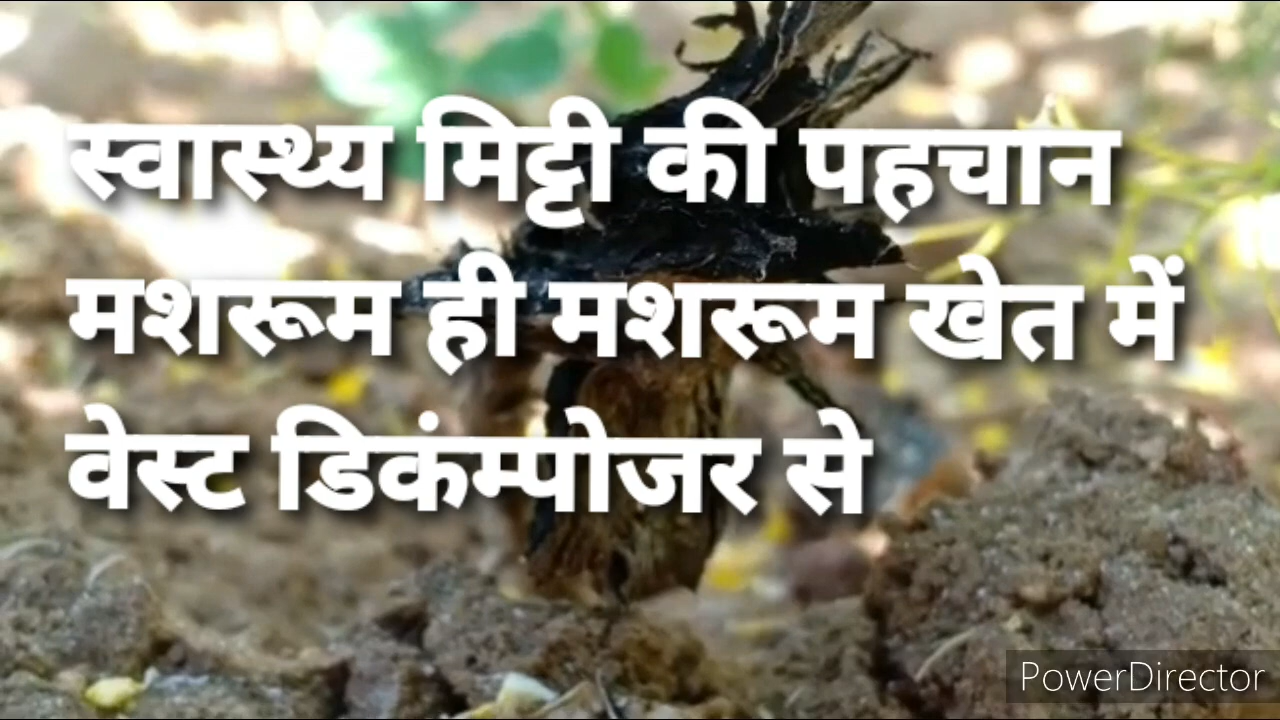 स्वास्थ्य मिट्टी की पहचान
मशरूम ही मशरूम खेत में
वेस्ट डिकंम्पोजर से
PowerDirector